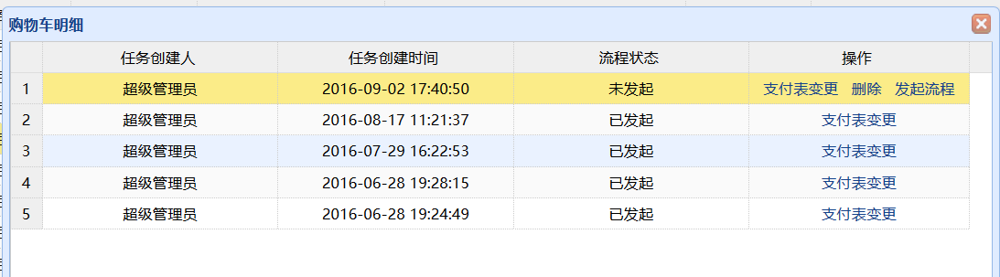 购物车明细
任务创建人 任务创建时间 流程状态 操作
1 超级管理员 2016-09-02 17:40:50 未发起 支付表变更 删除 发起流程
2 超级管理员 2016-08-17 11:21:37 已发起 支付表变更
3 超级管理员 2016-07-29 16:22:53 已发起 支付表变更
4 超级管理员 2016-06-28 19:28:15 已发起 支付表变更
5 超级管理员 2016-06-28 19:24:49 已发起 支付表变更